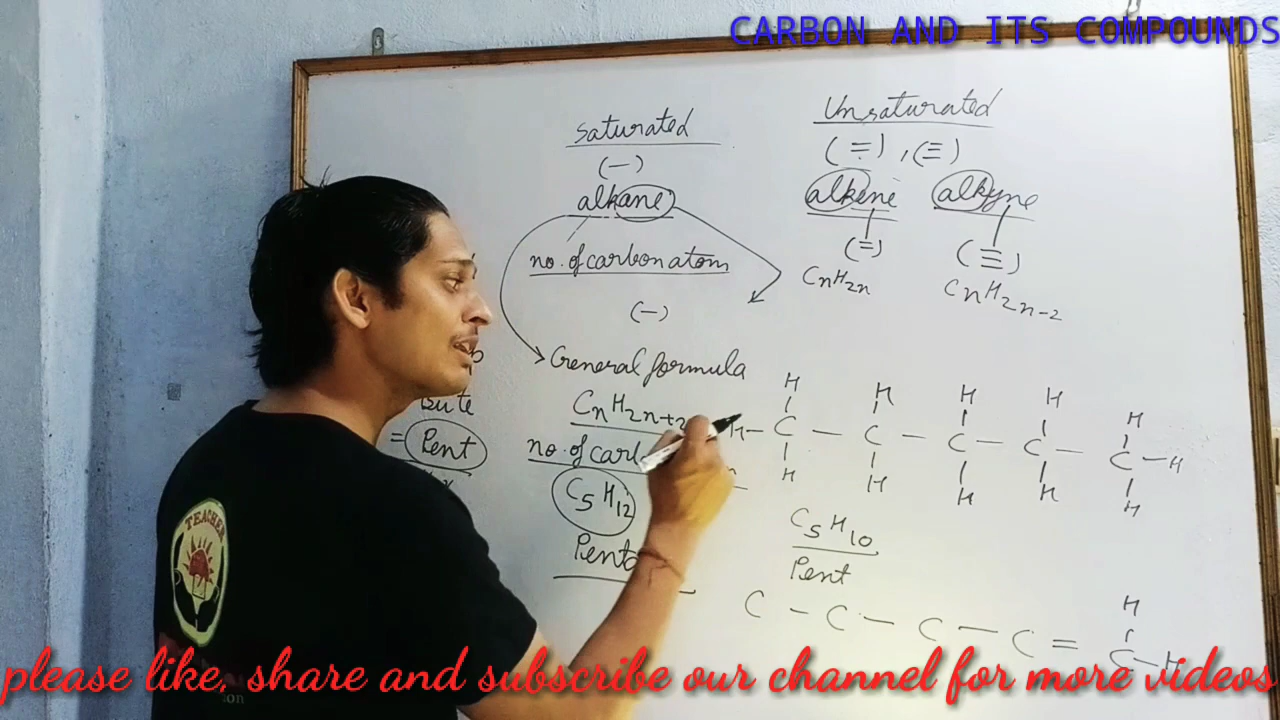 CARBON AND ITS COMPOUNDS
Saturated
(—)
alkane
no. of carbon atom
(—)
General formula
CnH2n+2
no. of carb
C5H12
Pent
Unsaturated
(=), (≡)
alkene alkyne
(=) (≡)
CnH2n CnH2n-2
Bute
= Pent
H H H H H
H — C — C — C — C — C — H
H H H H H
C5H10
Pent
H
C — C — C — C = C — H
TEACHER
please like, share and subscribe our channel for more videos